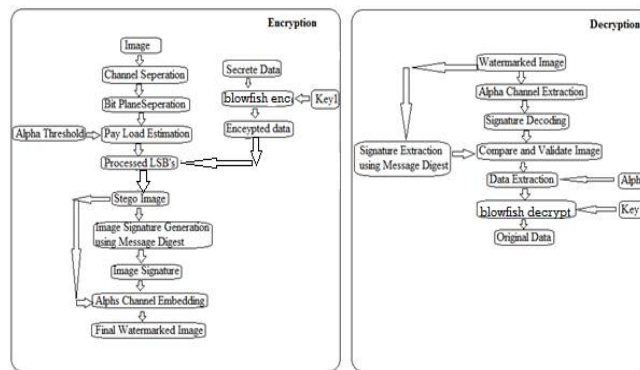 Encryption
Image
Channel Seperation
Bit PlaneSeperation
Alpha Threshold
Pay Load Estimation
Processed LSB's
Secrete Data
blowfish enc
Key1
Enceypted data
Stego Image
Image Signature Generation
using Message Digest
Image Signature
Alphs Channel Embedding
Final Watermarked Image
Decryption
Watermarked Image
Alpha Channel Extraction
Signature Decoding
Signature Extraction
using Message Digest
Compare and Validate Image
Data Extraction
Alph
blowfish decrypt
Key
Original Data